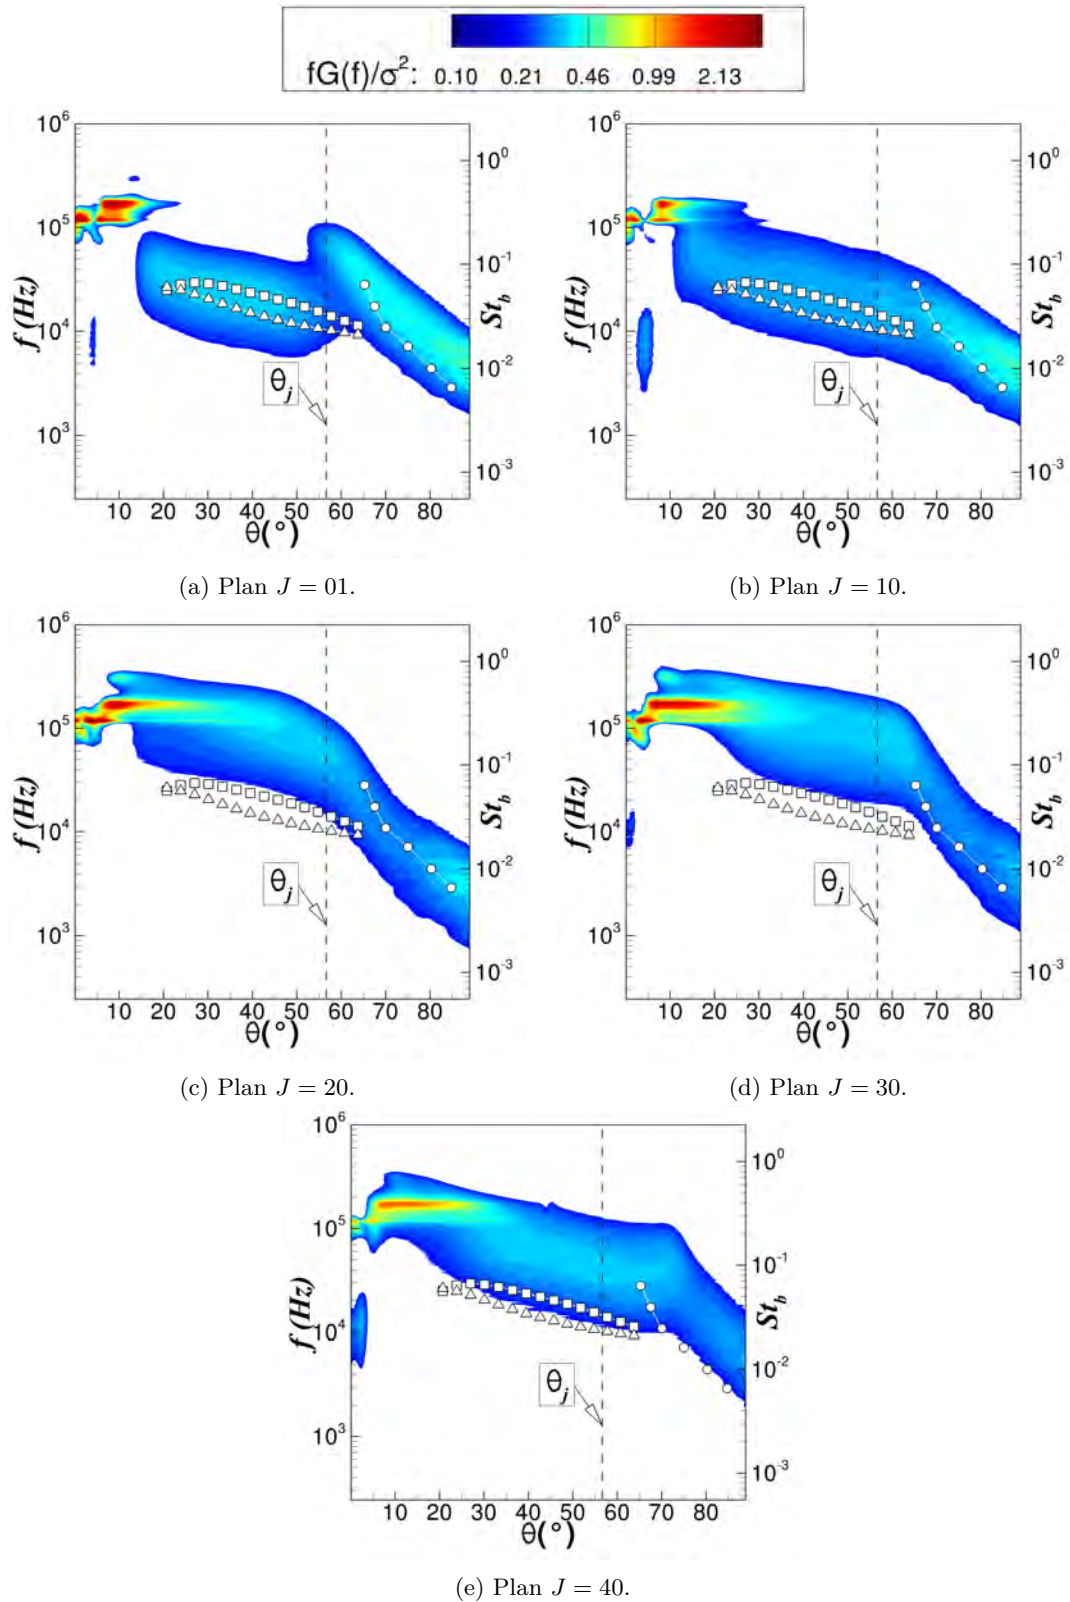 fG(f)/σ²: 0.10 0.21 0.46 0.99 2.13
10⁶
10⁵
10⁴
10³
f (Hz)
10⁰
10⁻¹
10⁻²
10⁻³
St_b
θ_j
10 20 30 40 50 60 70 80
θ(°)
(a) Plan J = 01.
10⁶
10⁵
10⁴
10³
f (Hz)
10⁰
10⁻¹
10⁻²
10⁻³
St_b
θ_j
10 20 30 40 50 60 70 80
θ(°)
(b) Plan J = 10.
10⁶
10⁵
10⁴
10³
f (Hz)
10⁰
10⁻¹
10⁻²
10⁻³
St_b
θ_j
10 20 30 40 50 60 70 80
θ(°)
(c) Plan J = 20.
10⁶
10⁵
10⁴
10³
f (Hz)
10⁰
10⁻¹
10⁻²
10⁻³
St_b
θ_j
10 20 30 40 50 60 70 80
θ(°)
(d) Plan J = 30.
10⁶
10⁵
10⁴
10³
f (Hz)
10⁰
10⁻¹
10⁻²
10⁻³
St_b
θ_j
10 20 30 40 50 60 70 80
θ(°)
(e) Plan J = 40.